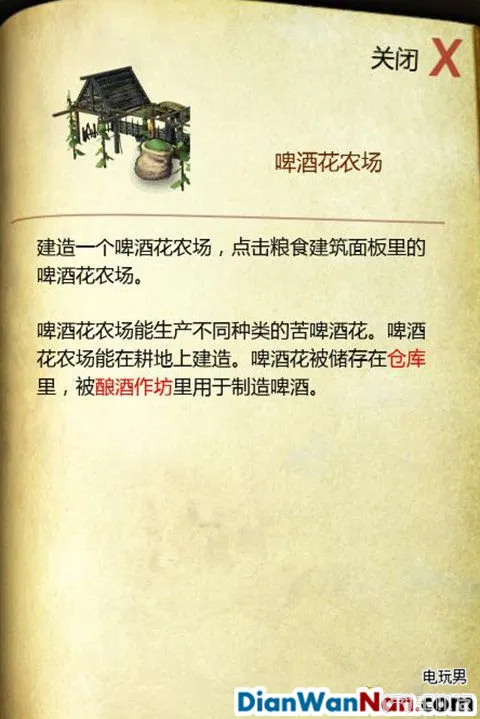 关闭 X
啤酒花农场
建造一个啤酒花农场，点击粮食建筑面板里的
啤酒花农场。
啤酒花农场能生产不同种类的苦啤酒花。啤酒
花农场能在耕地上建造。啤酒花被储存在仓库
里，被酿酒作坊里用于制造啤酒。
电玩男
DianWanNan.com